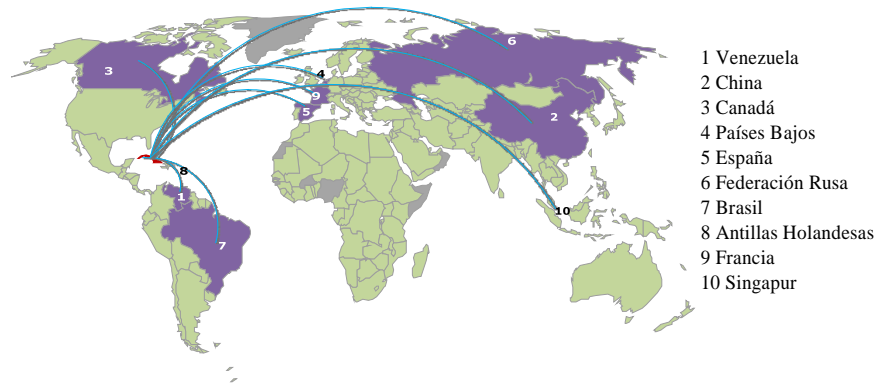 6
3
4
9
5
2
8
1
10
7
1 Venezuela
2 China
3 Canadá
4 Países Bajos
5 España
6 Federación Rusa
7 Brasil
8 Antillas Holandesas
9 Francia
10 Singapur